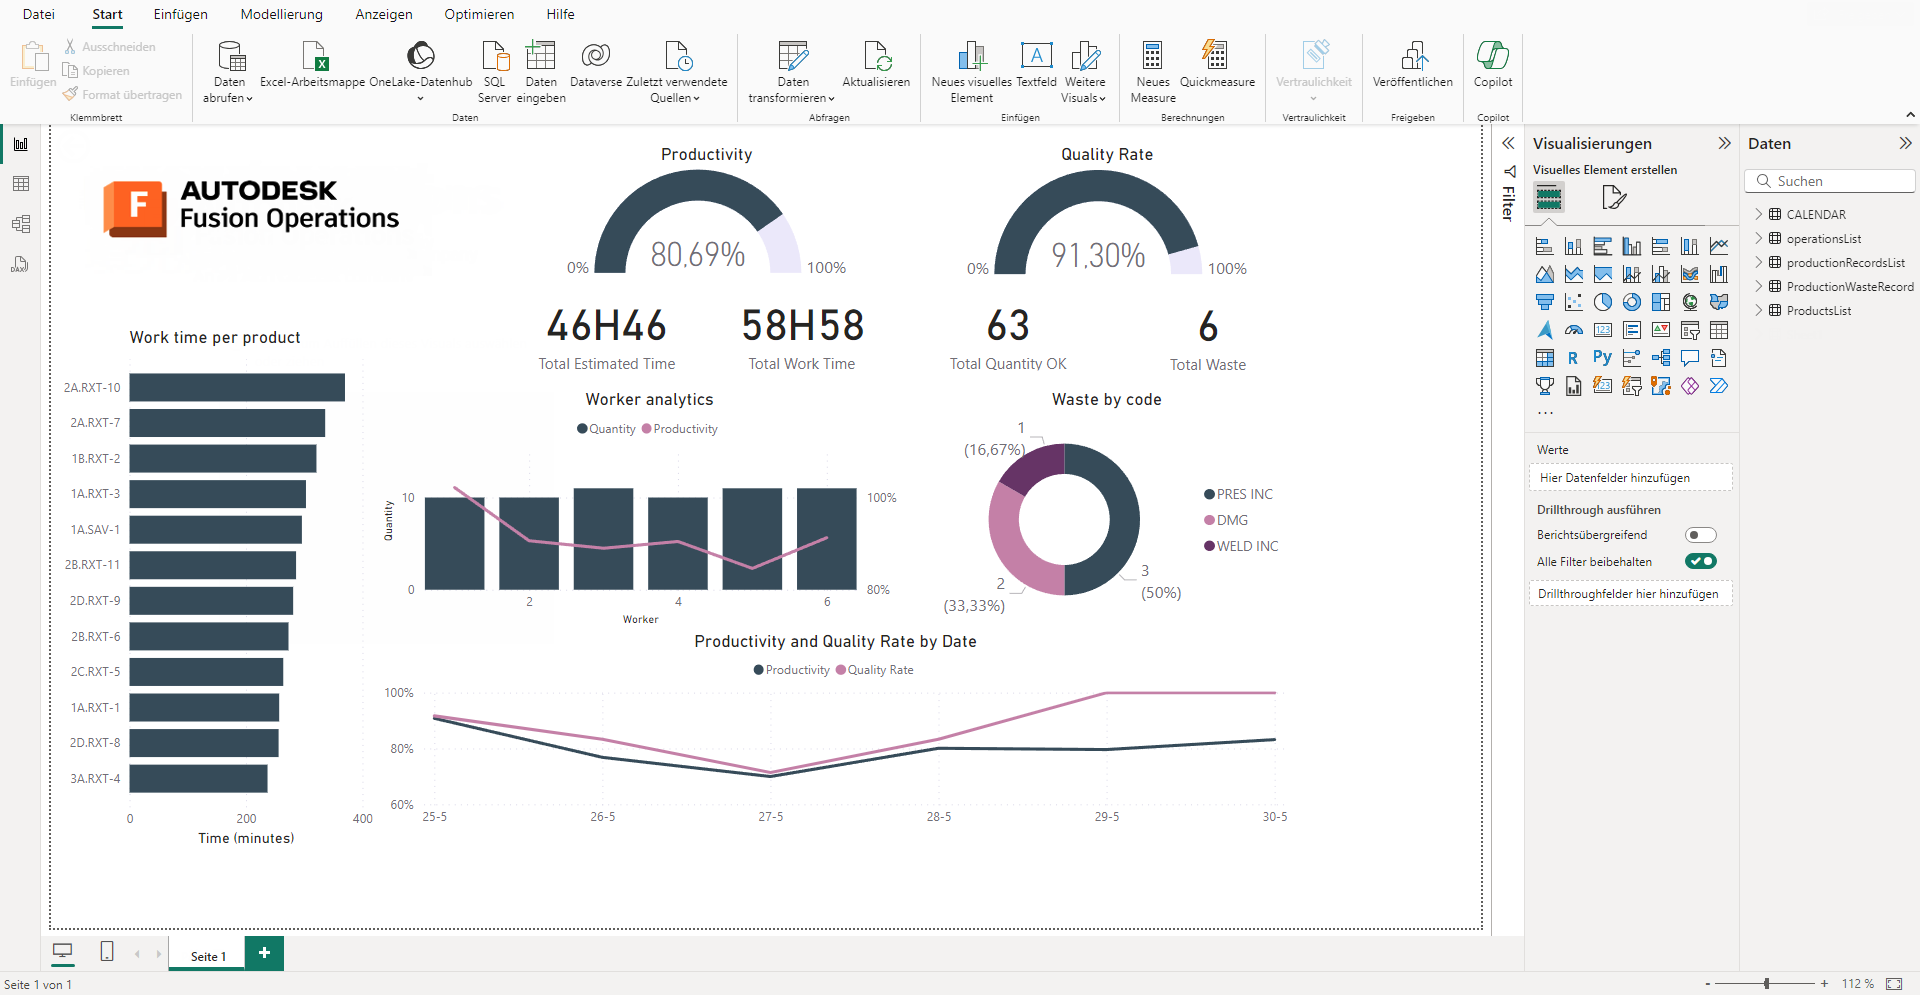 Datei Start Einfügen Modellierung Anzeigen Optimieren Hilfe
Einfügen
Ausschneiden
Kopieren
Format übertragen
Klemmbrett
Daten abrufen
Excel-Arbeitsmappe
OneLake-Datenhub
SQL Server
Daten eingeben
Dataverse
Zuletzt verwendete Quellen
Daten
Daten transformieren
Aktualisieren
Abfragen
Neues visuelles Element
Textfeld
Weitere Visuals
Einfügen
Neues Measure
Quickmeasure
Berechnungen
Vertraulichkeit
Vertraulichkeit
Veröffentlichen
Freigeben
Copilot
Copilot
DAX
F
AUTODESK
Fusion Operations
Productivity
80,69%
0% 100%
Quality Rate
91,30%
0% 100%
46H46
Total Estimated Time
58H58
Total Work Time
63
Total Quantity OK
6
Total Waste
Work time per product
2A.RXT-10
2A.RXT-7
1B.RXT-2
1A.RXT-3
1A.SAV-1
2B.RXT-11
2D.RXT-9
2B.RXT-6
2C.RXT-5
1A.RXT-1
2D.RXT-8
3A.RXT-4
0 200 400
Time (minutes)
Worker analytics
Quantity Productivity
Quantity
10 100%
0 80%
2 4 6
Worker
Waste by code
1
(16,67%)
2
(33,33%)
3
(50%)
PRES INC
DMG
WELD INC
Productivity and Quality Rate by Date
Productivity Quality Rate
100%
80%
60%
25-5 26-5 27-5 28-5 29-5 30-5
Filter
Visualisierungen
Visuelles Element erstellen
123
R
Py
123
...
Werte
Hier Datenfelder hinzufügen
Drillthrough ausführen
Berichtsübergreifend
Alle Filter beibehalten
Drillthroughfelder hier hinzufügen
Daten
Suchen
CALENDAR
operationsList
productionRecordsList
ProductionWasteRecord
ProductsList
Seite 1
+
Seite 1 von 1
- + 112 %